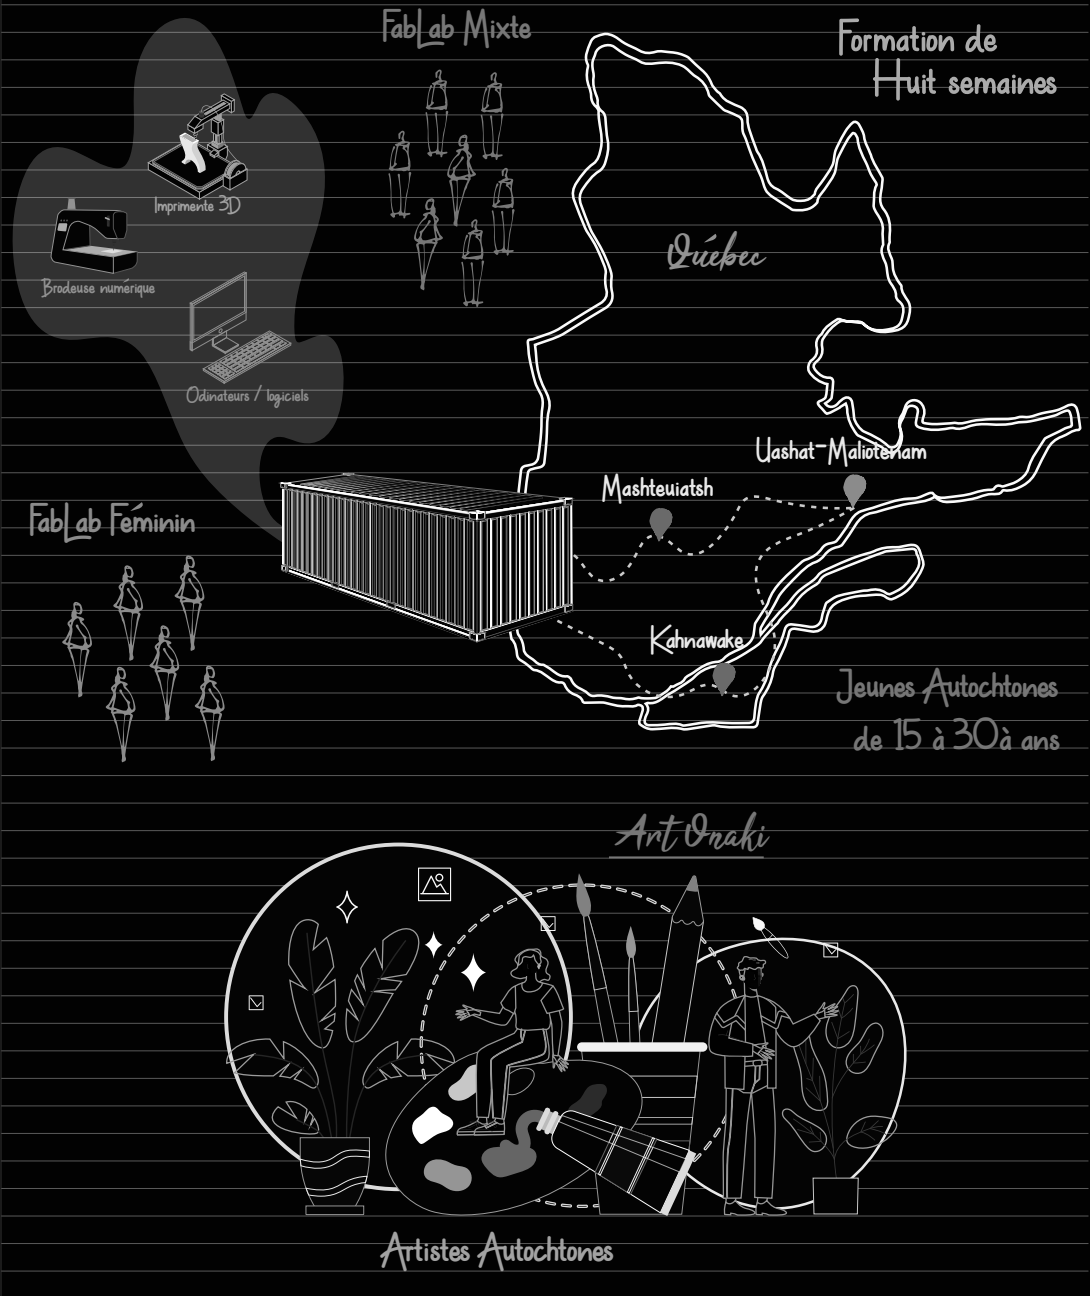 FabLab Mixte
Formation de
Huit semaines
Imprimente 3D
Brodeuse numérique
Odinateurs / logiciels
Québec
Uashat-Maliotenam
Mashteuiatsh
FabLab Féminin
Kahnawake
Jeunes Autochtones
de 15 à 30à ans
Art Onaki
Artistes Autochtones